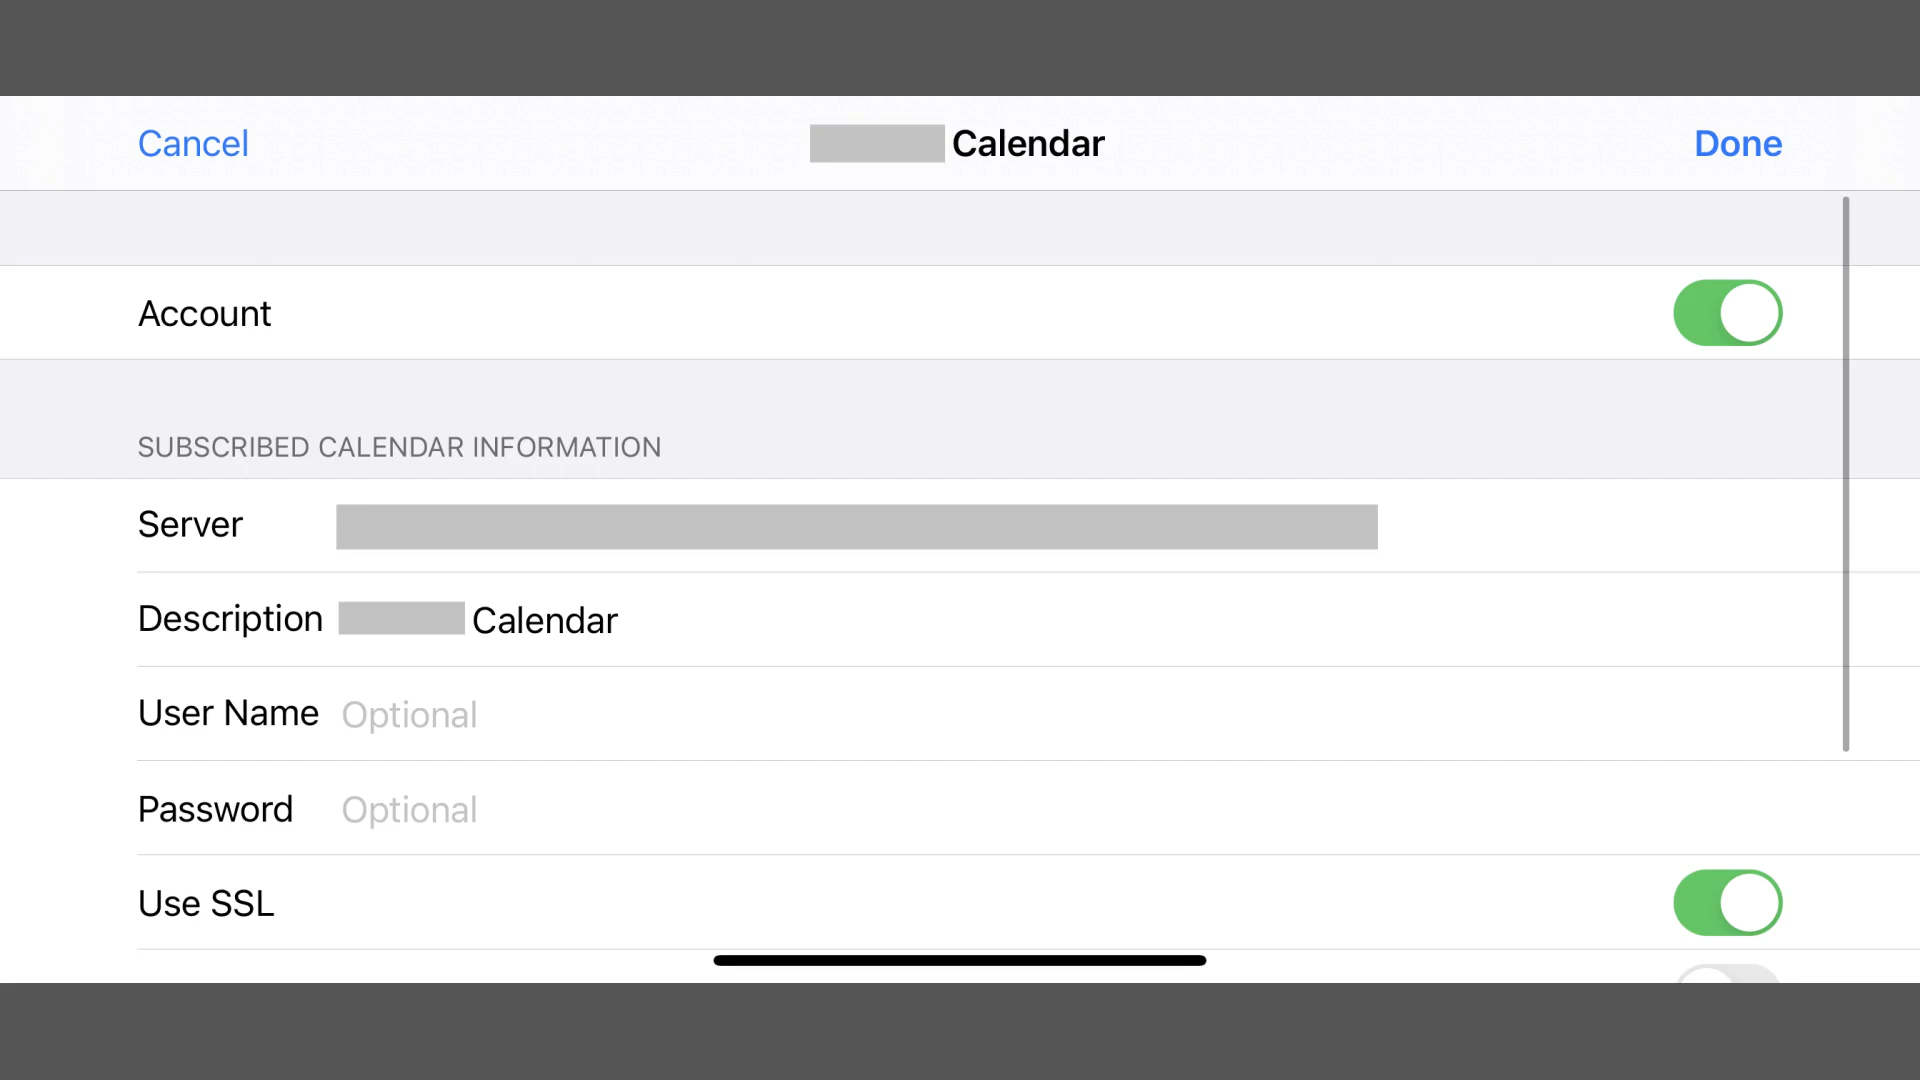 Cancel
Calendar
Done
Account
SUBSCRIBED CALENDAR INFORMATION
Server
Description Calendar
User Name Optional
Password Optional
Use SSL